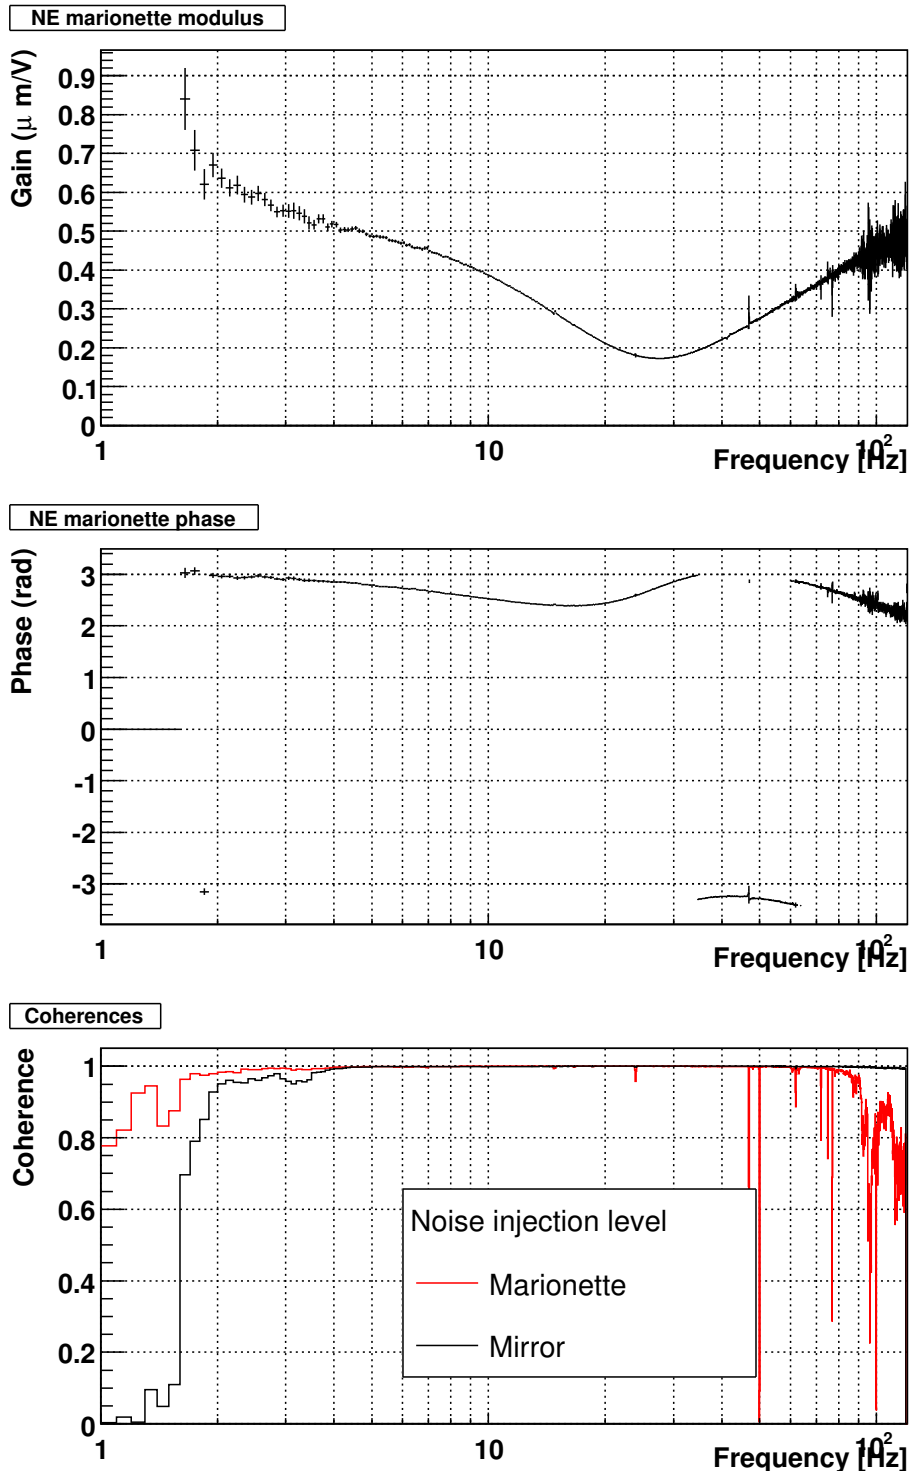 NE marionette modulus
Gain (μ m/V)
0.9
0.8
0.7
0.6
0.5
0.4
0.3
0.2
0.1
0
1
10
10²
Frequency [Hz]
NE marionette phase
Phase (rad)
3
2
1
0
-1
-2
-3
1
10
10²
Frequency [Hz]
Coherences
Coherence
1
0.8
0.6
0.4
0.2
0
Noise injection level
Marionette
Mirror
1
10
10²
Frequency [Hz]